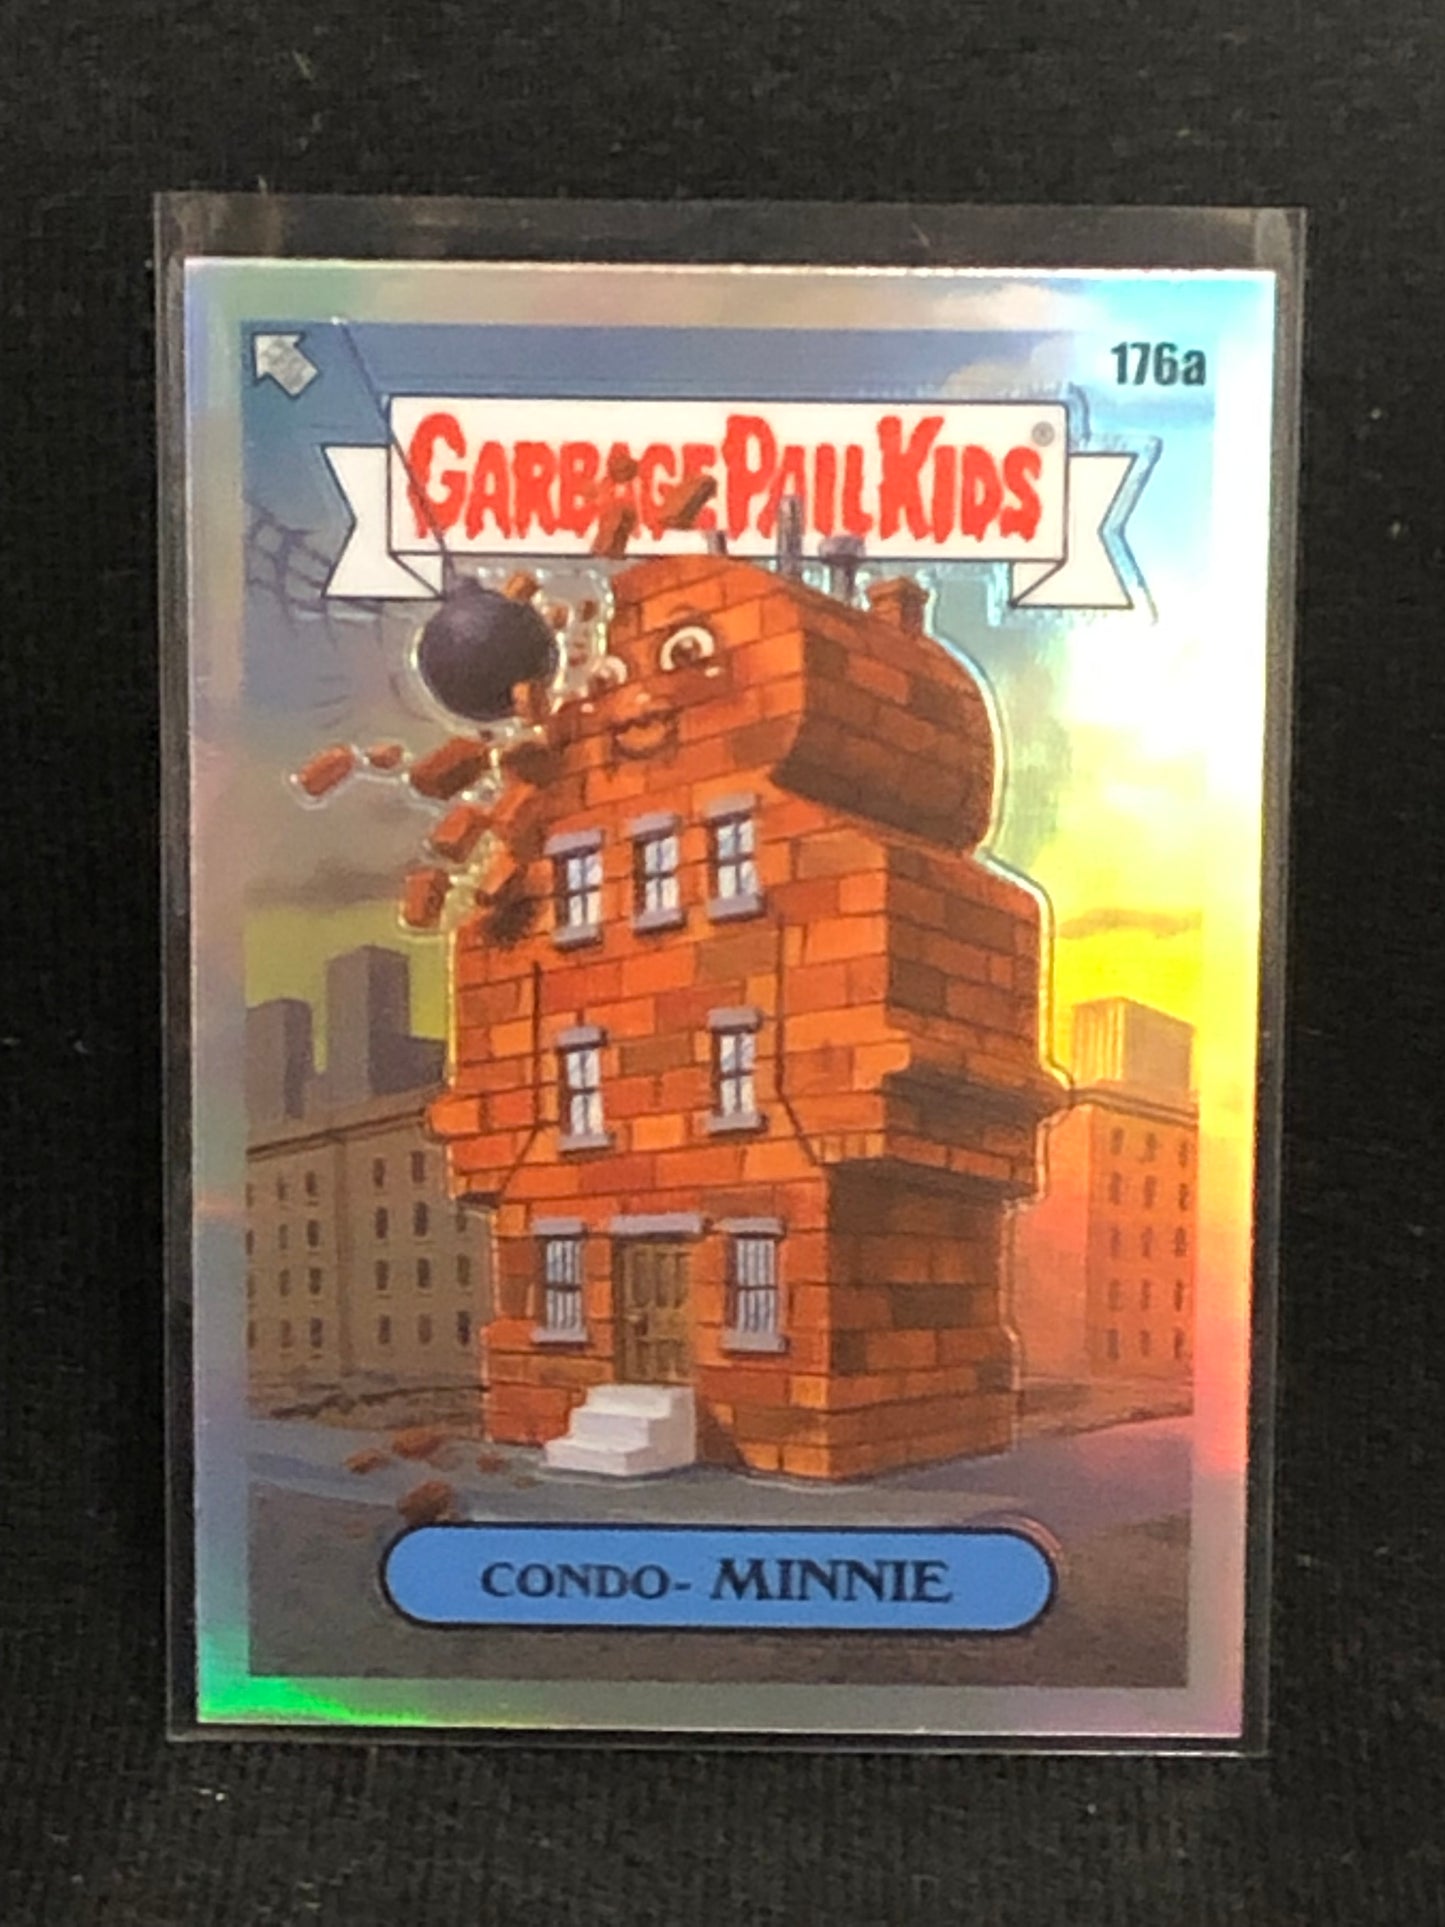 176a
GARBAGE PAIL KIDS®
CONDO- MINNIE